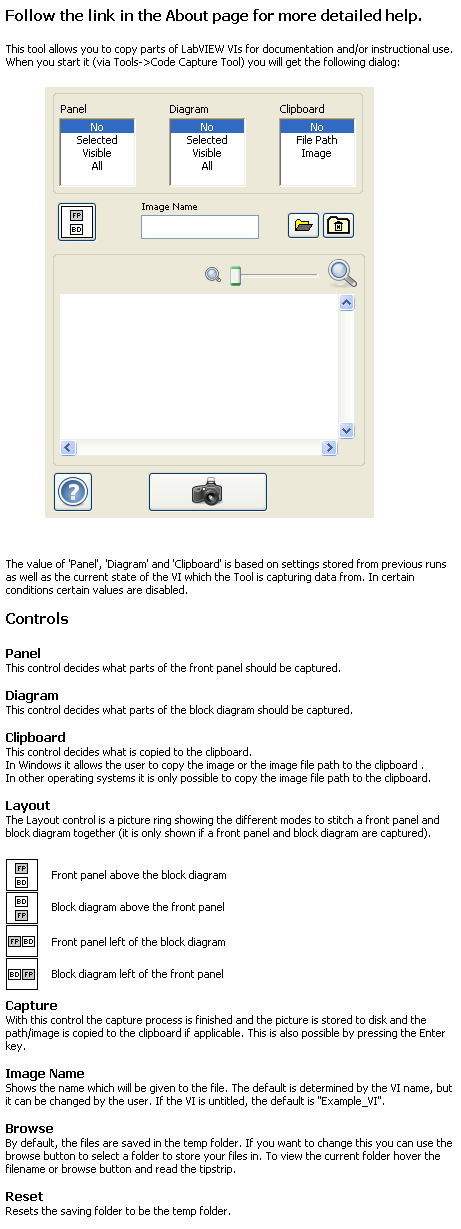 Follow the link in the About page for more detailed help.
This tool allows you to copy parts of LabVIEW VIs for documentation and/or instructional use.
When you start it (via Tools->Code Capture Tool) you will get the following dialog:
Panel Diagram Clipboard
No No No
Selected Selected File Path
Visible Visible Image
All All
Image Name
FP
BD
The value of 'Panel', 'Diagram' and 'Clipboard' is based on settings stored from previous runs
as well as the current state of the VI which the Tool is capturing data from. In certain
conditions certain values are disabled.
Controls
Panel
This control decides what parts of the front panel should be captured.
Diagram
This control decides what parts of the block diagram should be captured.
Clipboard
This control decides what is copied to the clipboard.
In Windows it allows the user to copy the image or the image file path to the clipboard .
In other operating systems it is only possible to copy the image file path to the clipboard.
Layout
The Layout control is a picture ring showing the different modes to stitch a front panel and
block diagram together (it is only shown if a front panel and block diagram are captured).
FP
BD
Front panel above the block diagram
BD
FP
Block diagram above the front panel
FP BD Front panel left of the block diagram
BD FP Block diagram left of the front panel
Capture
With this control the capture process is finished and the picture is stored to disk and the
path/image is copied to the clipboard if applicable. This is also possible by pressing the Enter
key.
Image Name
Shows the name which will be given to the file. The default is determined by the VI name, but
it can be changed by the user. If the VI is untitled, the default is "Example_VI".
Browse
By default, the files are saved in the temp folder. If you want to change this you can use the
browse button to select a folder to store your files in. To view the current folder hover the
filename or browse button and read the tipstrip.
Reset
Resets the saving folder to be the temp folder.